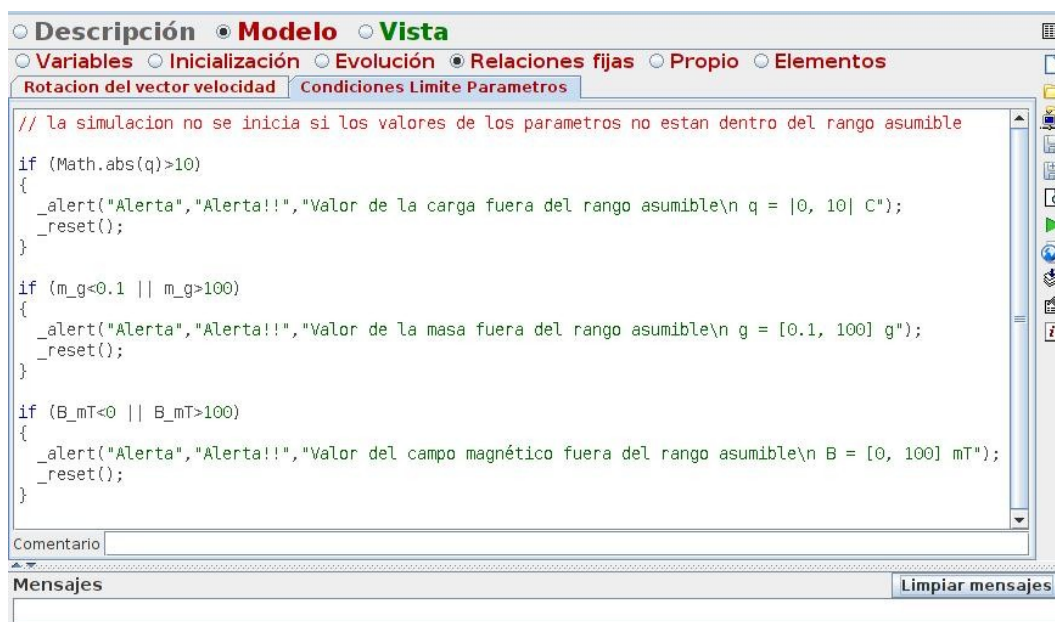 Descripción Modelo Vista
Variables Inicialización Evolución Relaciones fijas Propio Elementos
Rotacion del vector velocidad Condiciones Limite Parametros
// la simulacion no se inicia si los valores de los parametros no estan dentro del rango asumible
if (Math.abs(q)>10)
{
_alert("Alerta","Alerta!!","Valor de la carga fuera del rango asumible\n q = |0, 10| C");
_reset();
}
if (m_g<0.1 || m_g>100)
{
_alert("Alerta","Alerta!!","Valor de la masa fuera del rango asumible\n g = [0.1, 100] g");
_reset();
}
if (B_mT<0 || B_mT>100)
{
_alert("Alerta","Alerta!!","Valor del campo magnético fuera del rango asumible\n B = [0, 100] mT");
_reset();
}
Comentario
Mensajes Limpiar mensajes